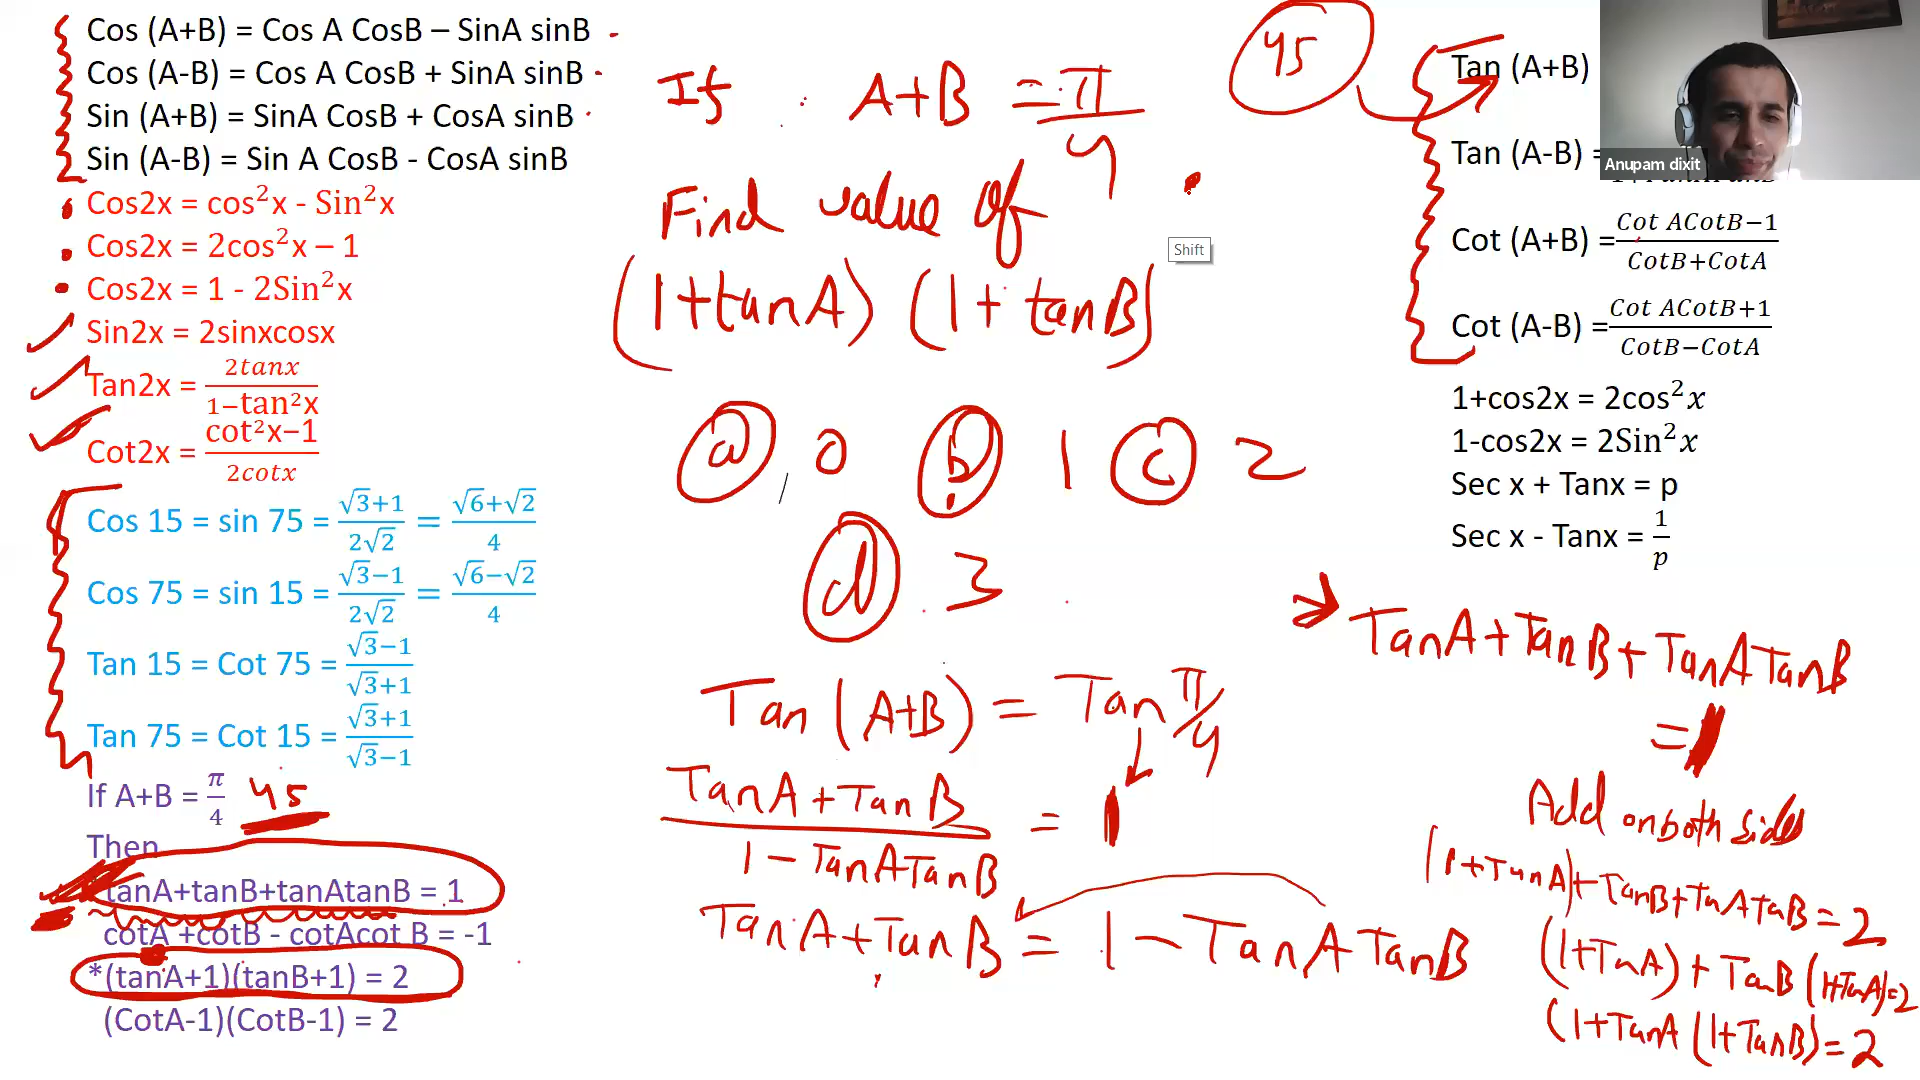 Cos (A+B) = Cos A CosB – SinA sinB
Cos (A-B) = Cos A CosB + SinA sinB
Sin (A+B) = SinA CosB + CosA sinB
Sin (A-B) = Sin A CosB - CosA sinB
Cos2x = cos²x - Sin²x
Cos2x = 2cos²x – 1
Cos2x = 1 - 2Sin²x
Sin2x = 2sinxcosx
Tan2x = 2tanx / 1−tan²x
Cot2x = cot²x−1 / 2cotx
Cos 15 = sin 75 = √3+1 / 2√2 = √6+√2 / 4
Cos 75 = sin 15 = √3−1 / 2√2 = √6−√2 / 4
Tan 15 = Cot 75 = √3−1 / √3+1
Tan 75 = Cot 15 = √3+1 / √3−1
If A+B = π/4 45
Then
tanA+tanB+tanAtanB = 1
cotA +cotB - cotAcot B = -1
*(tanA+1)(tanB+1) = 2
(CotA-1)(CotB-1) = 2
If A+B = π/4
Find value of
(1+tanA) (1+ tanB)
a 0 b 1 c 2
d 3
Tan (A+B) = Tan π/4
TanA+TanB / 1-TanATanB = 1
TanA+TanB = 1-TanATanB
45
Shift
Tan (A+B)
Tan (A-B) =
Anupam dixit
Cot (A+B) = Cot ACotB−1 / CotB+CotA
Cot (A-B) = Cot ACotB+1 / CotB−CotA
1+cos2x = 2cos²x
1-cos2x = 2Sin²x
Sec x + Tanx = p
Sec x - Tanx = 1/p
TanA+TanB+TanATanB
=1
Add on both sides
(1+TanA)+TanB+TanATanB=2
(1+TanA)+TanB(1+TanA)=2
(1+TanA(1+TanB)=2